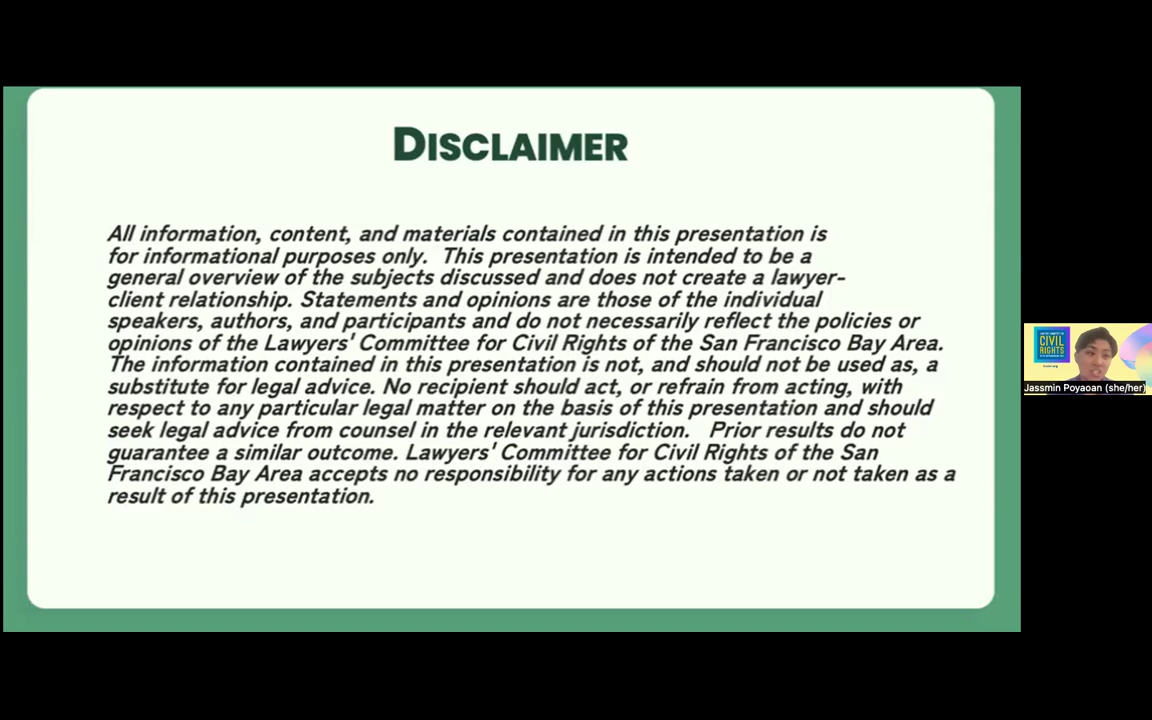 DISCLAIMER
All information, content, and materials contained in this presentation is
for informational purposes only.  This presentation is intended to be a
general overview of the subjects discussed and does not create a lawyer-
client relationship. Statements and opinions are those of the individual
speakers, authors, and participants and do not necessarily reflect the policies or
opinions of the Lawyers' Committee for Civil Rights of the San Francisco Bay Area.
The information contained in this presentation is not, and should not be used as, a
substitute for legal advice. No recipient should act, or refrain from acting, with
respect to any particular legal matter on the basis of this presentation and should
seek legal advice from counsel in the relevant jurisdiction.   Prior results do not
guarantee a similar outcome. Lawyers' Committee for Civil Rights of the San
Francisco Bay Area accepts no responsibility for any actions taken or not taken as a
result of this presentation.
CIVIL
RIGHTS
Jassmin Poyaoan (she/her)